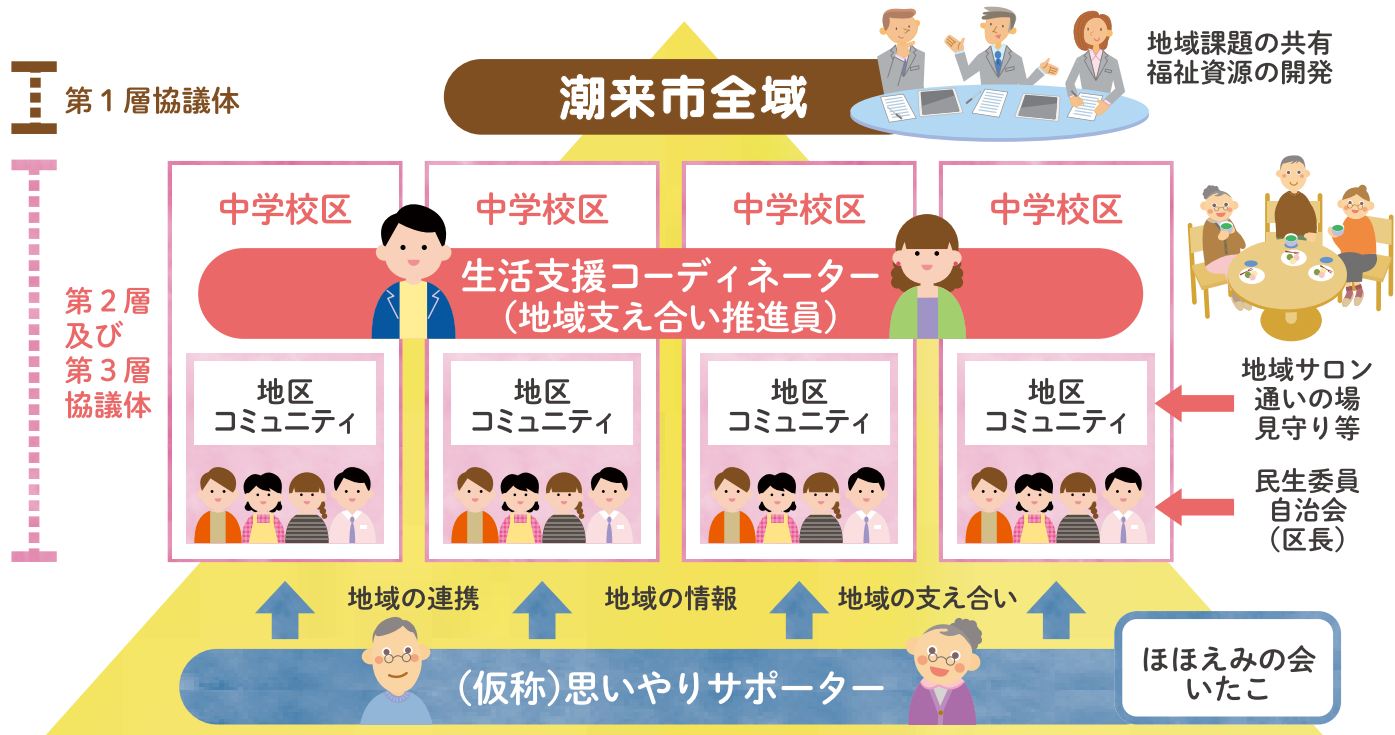 第１層協議体
潮来市全域
地域課題の共有
福祉資源の開発
中学校区
中学校区
中学校区
中学校区
生活支援コーディネーター
（地域支え合い推進員）
第２層
及び
第３層
協議体
地区
コミュニティ
地区
コミュニティ
地区
コミュニティ
地区
コミュニティ
地域サロン
通いの場
見守り等
民生委員
自治会
（区長）
地域の連携
地域の情報
地域の支え合い
（仮称）思いやりサポーター
ほほえみの会
いたこ